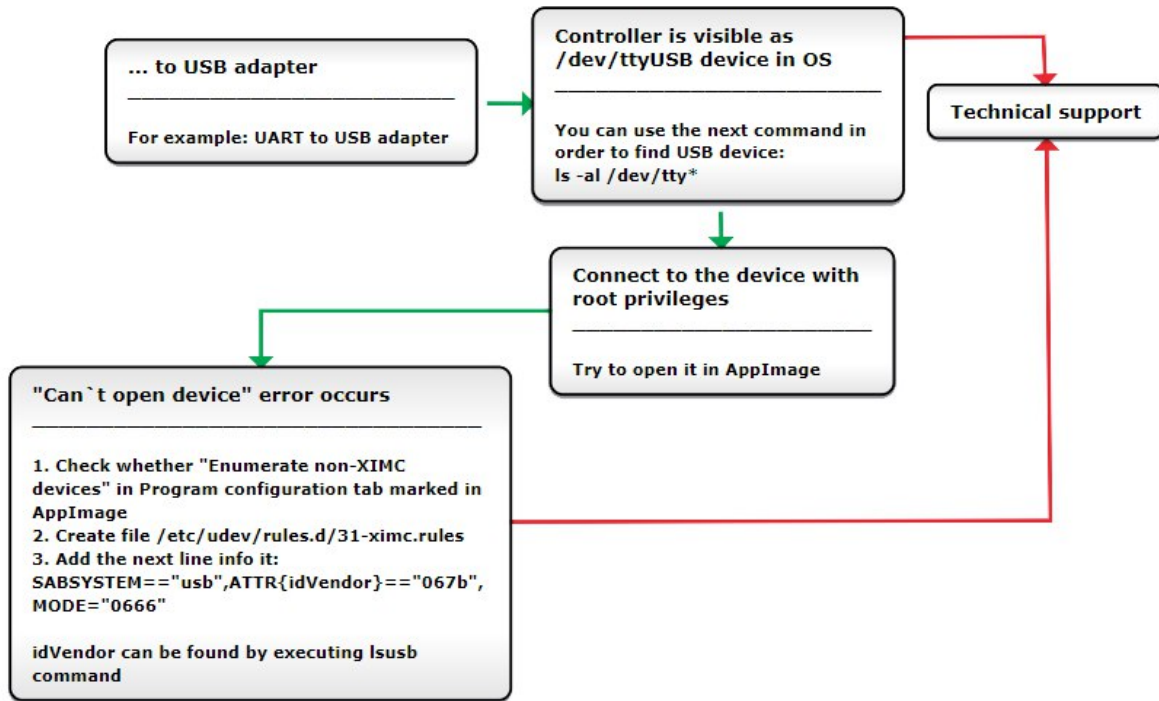 ... to USB adapter
For example: UART to USB adapter
Controller is visible as
/dev/ttyUSB device in OS
You can use the next command in
order to find USB device:
ls -al /dev/tty*
Technical support
Connect to the device with
root privileges
Try to open it in AppImage
"Can`t open device" error occurs
1. Check whether "Enumerate non-XIMC
devices" in Program configuration tab marked in
AppImage
2. Create file /etc/udev/rules.d/31-ximc.rules
3. Add the next line info it:
SABSYSTEM=="usb",ATTR{idVendor}=="067b",
MODE="0666"
idVendor can be found by executing lsusb
command